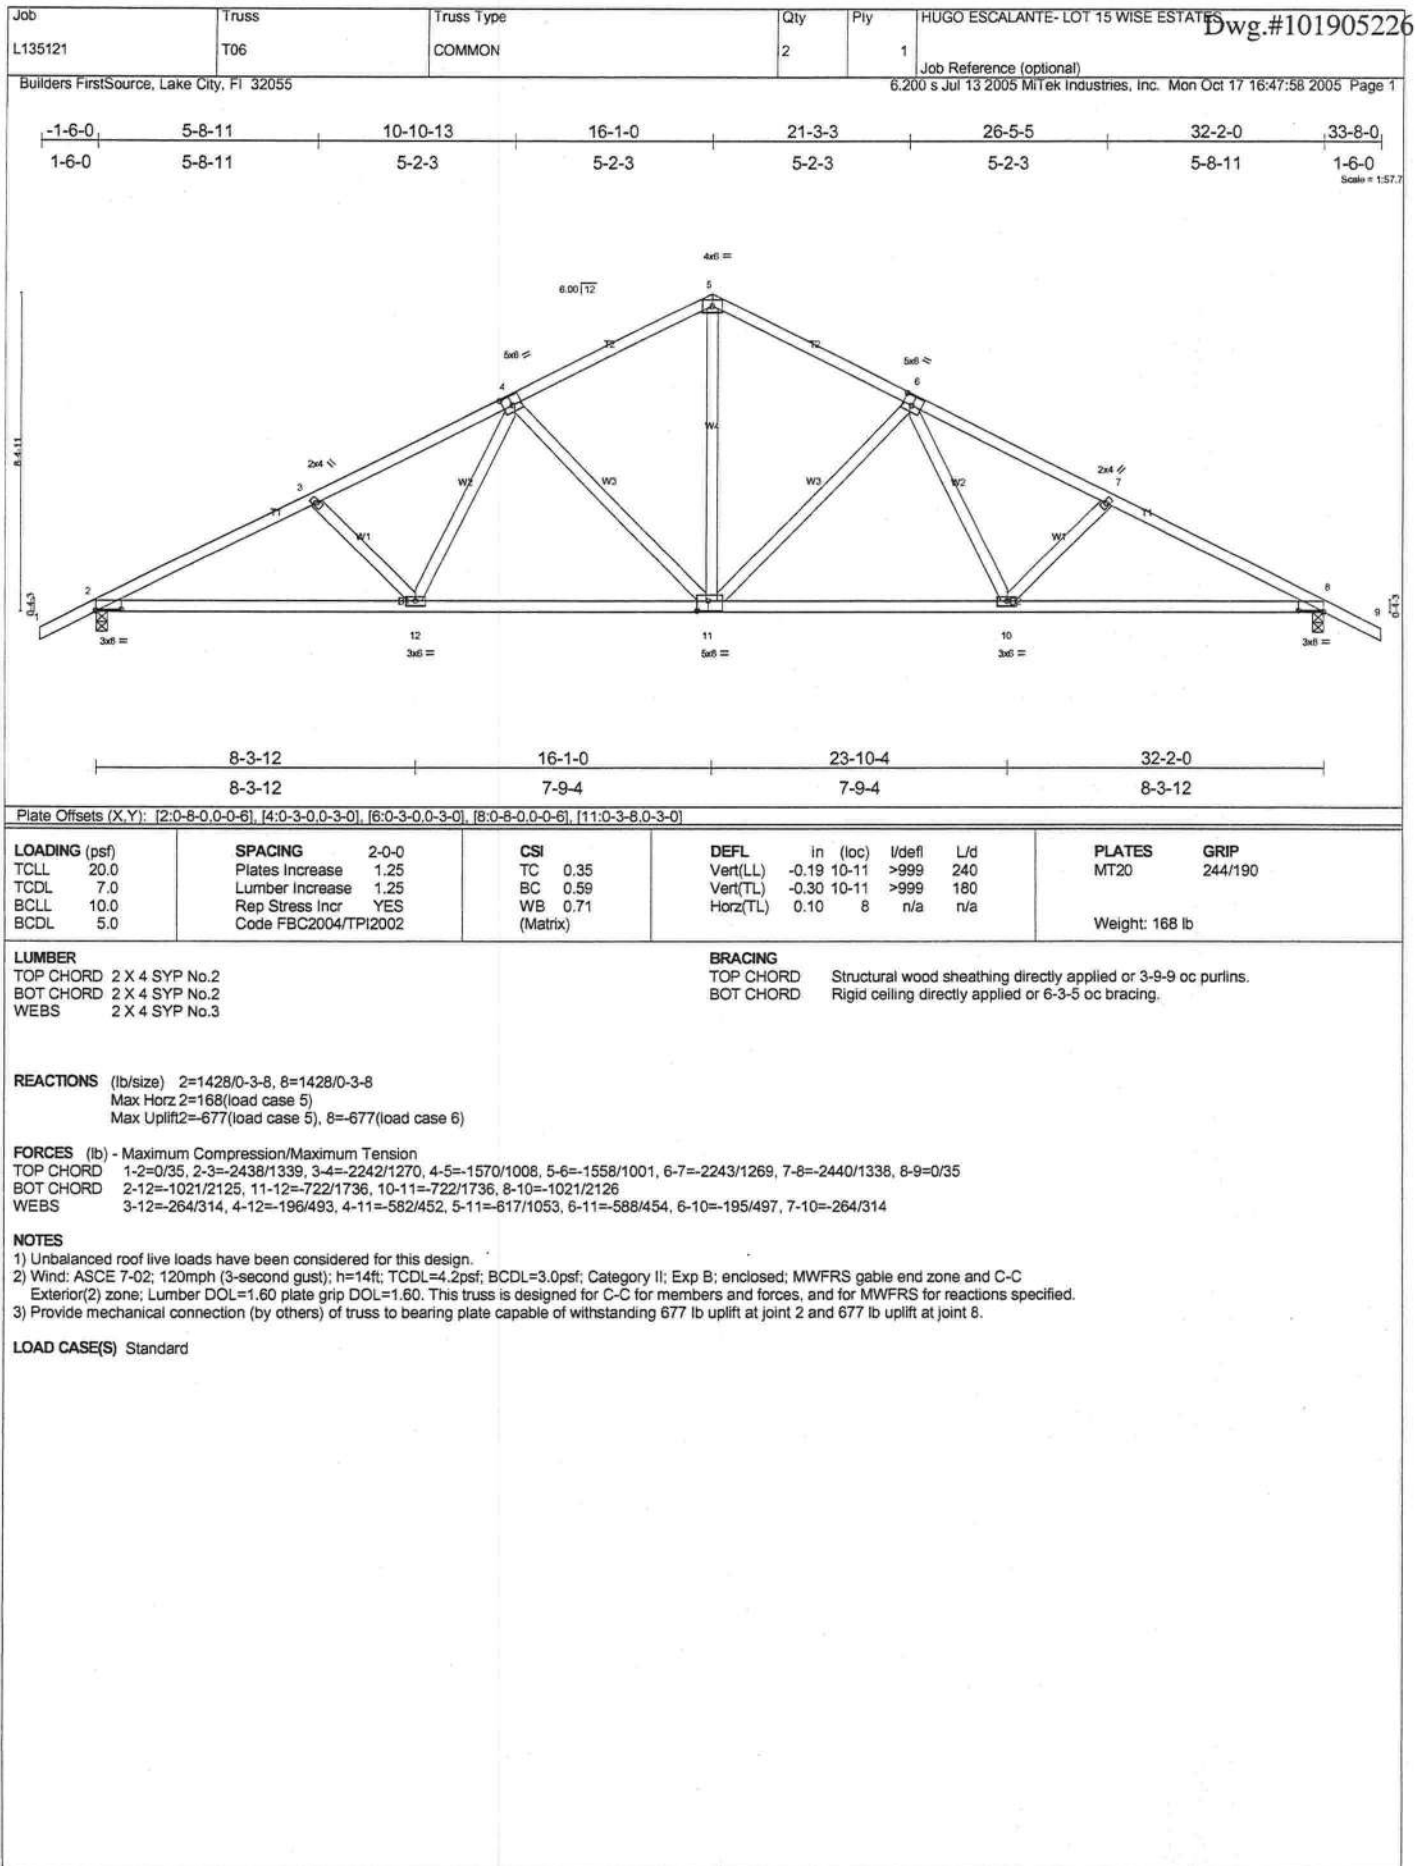 Job Truss Truss Type Qty Ply HUGO ESCALANTE- LOT 15 WISE ESTATES Dwg.#101905226
L135121 T06 COMMON 2 1
Job Reference (optional)
Builders FirstSource, Lake City, Fl 32055 6.200 s Jul 13 2005 MiTek Industries, Inc. Mon Oct 17 16:47:58 2005 Page 1
-1-6-0 5-8-11 10-10-13 16-1-0 21-3-3 26-5-5 32-2-0 33-8-0
1-6-0 5-8-11 5-2-3 5-2-3 5-2-3 5-2-3 5-8-11 1-6-0
Scale = 1:57.7
4x6 =
5
6.00 12
T2 T2
5x6 5x6
4 6
8-4-11
W4
2x4 2x4
3 7
W2 W3 W3 W2
T1 T1
W1 W1
2 8
0-4-3 0-4-3
1 9
12 11 10
3x6 = 3x6 = 5x8 = 3x6 = 3x6 =
8-3-12 16-1-0 23-10-4 32-2-0
8-3-12 7-9-4 7-9-4 8-3-12
Plate Offsets (X,Y): [2:0-8-0,0-0-6], [4:0-3-0,0-3-0], [6:0-3-0,0-3-0], [8:0-8-0,0-0-6], [11:0-3-8,0-3-0]
LOADING (psf) SPACING 2-0-0 CSI DEFL in (loc) l/defl L/d PLATES GRIP
TCLL 20.0 Plates Increase 1.25 TC 0.35 Vert(LL) -0.19 10-11 >999 240 MT20 244/190
TCDL 7.0 Lumber Increase 1.25 BC 0.59 Vert(TL) -0.30 10-11 >999 180
BCLL 10.0 Rep Stress Incr YES WB 0.71 Horz(TL) 0.10 8 n/a n/a
BCDL 5.0 Code FBC2004/TPI2002 (Matrix) Weight: 168 lb
LUMBER BRACING
TOP CHORD 2 X 4 SYP No.2 TOP CHORD Structural wood sheathing directly applied or 3-9-9 oc purlins.
BOT CHORD 2 X 4 SYP No.2 BOT CHORD Rigid ceiling directly applied or 6-3-5 oc bracing.
WEBS 2 X 4 SYP No.3
REACTIONS (lb/size) 2=1428/0-3-8, 8=1428/0-3-8
Max Horz 2=168(load case 5)
Max Uplift2=-677(load case 5), 8=-677(load case 6)
FORCES (lb) - Maximum Compression/Maximum Tension
TOP CHORD 1-2=0/35, 2-3=-2438/1339, 3-4=-2242/1270, 4-5=-1570/1008, 5-6=-1558/1001, 6-7=-2243/1269, 7-8=-2440/1338, 8-9=0/35
BOT CHORD 2-12=-1021/2125, 11-12=-722/1736, 10-11=-722/1736, 8-10=-1021/2126
WEBS 3-12=-264/314, 4-12=-196/493, 4-11=-582/452, 5-11=-617/1053, 6-11=-588/454, 6-10=-195/497, 7-10=-264/314
NOTES
1) Unbalanced roof live loads have been considered for this design.
2) Wind: ASCE 7-02; 120mph (3-second gust); h=14ft; TCDL=4.2psf; BCDL=3.0psf; Category II; Exp B; enclosed; MWFRS gable end zone and C-C
Exterior(2) zone; Lumber DOL=1.60 plate grip DOL=1.60. This truss is designed for C-C for members and forces, and for MWFRS for reactions specified.
3) Provide mechanical connection (by others) of truss to bearing plate capable of withstanding 677 lb uplift at joint 2 and 677 lb uplift at joint 8.
LOAD CASE(S) Standard